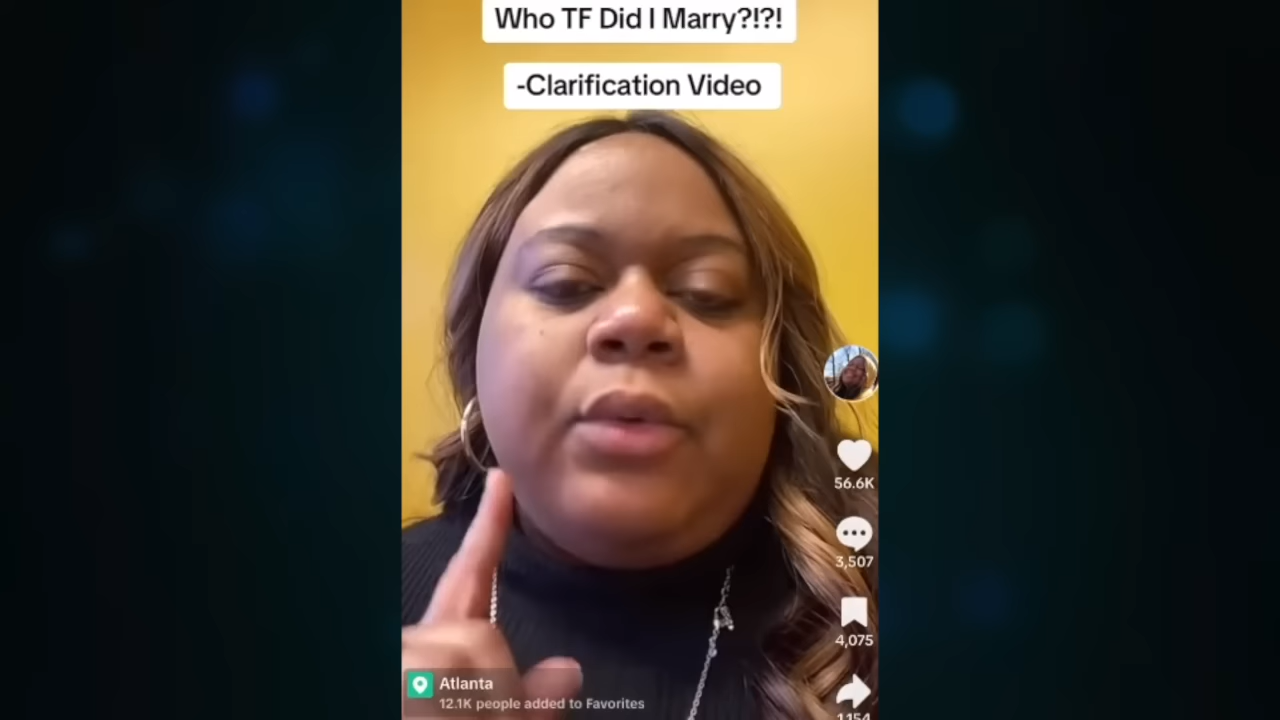 Who TF Did I Marry?!?!
-Clarification Video
56.6K
3,507
4,075
Atlanta
12.1K people added to Favorites
1154